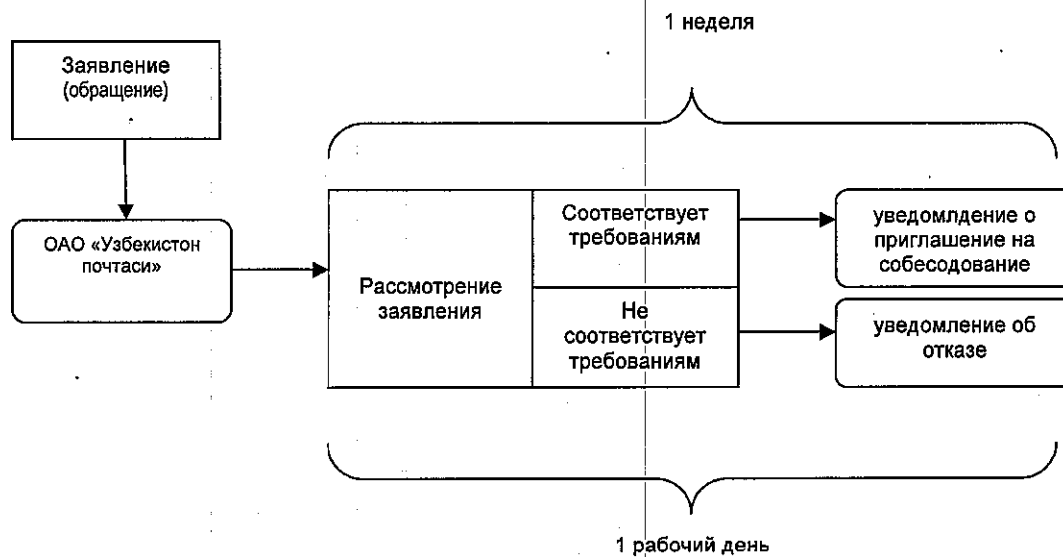 1 неделя
Заявление
(обращение)
ОАО «Узбекистон
почтаси»
Рассмотрение
заявления
Соответствует
требованиям
Не
соответствует
требованиям
уведомлдение о
приглашение на
собесодование
уведомление об
отказе
1 рабочий день